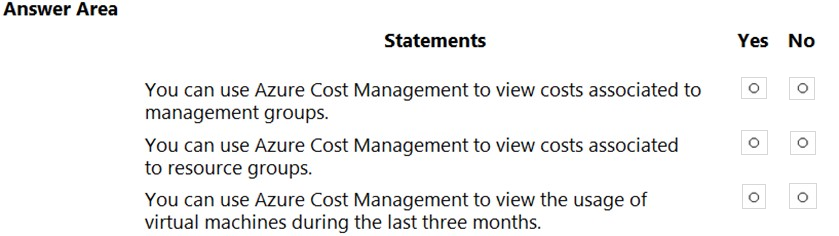 Answer Area
Statements Yes No
You can use Azure Cost Management to view costs associated to
management groups.
You can use Azure Cost Management to view costs associated
to resource groups.
You can use Azure Cost Management to view the usage of
virtual machines during the last three months.